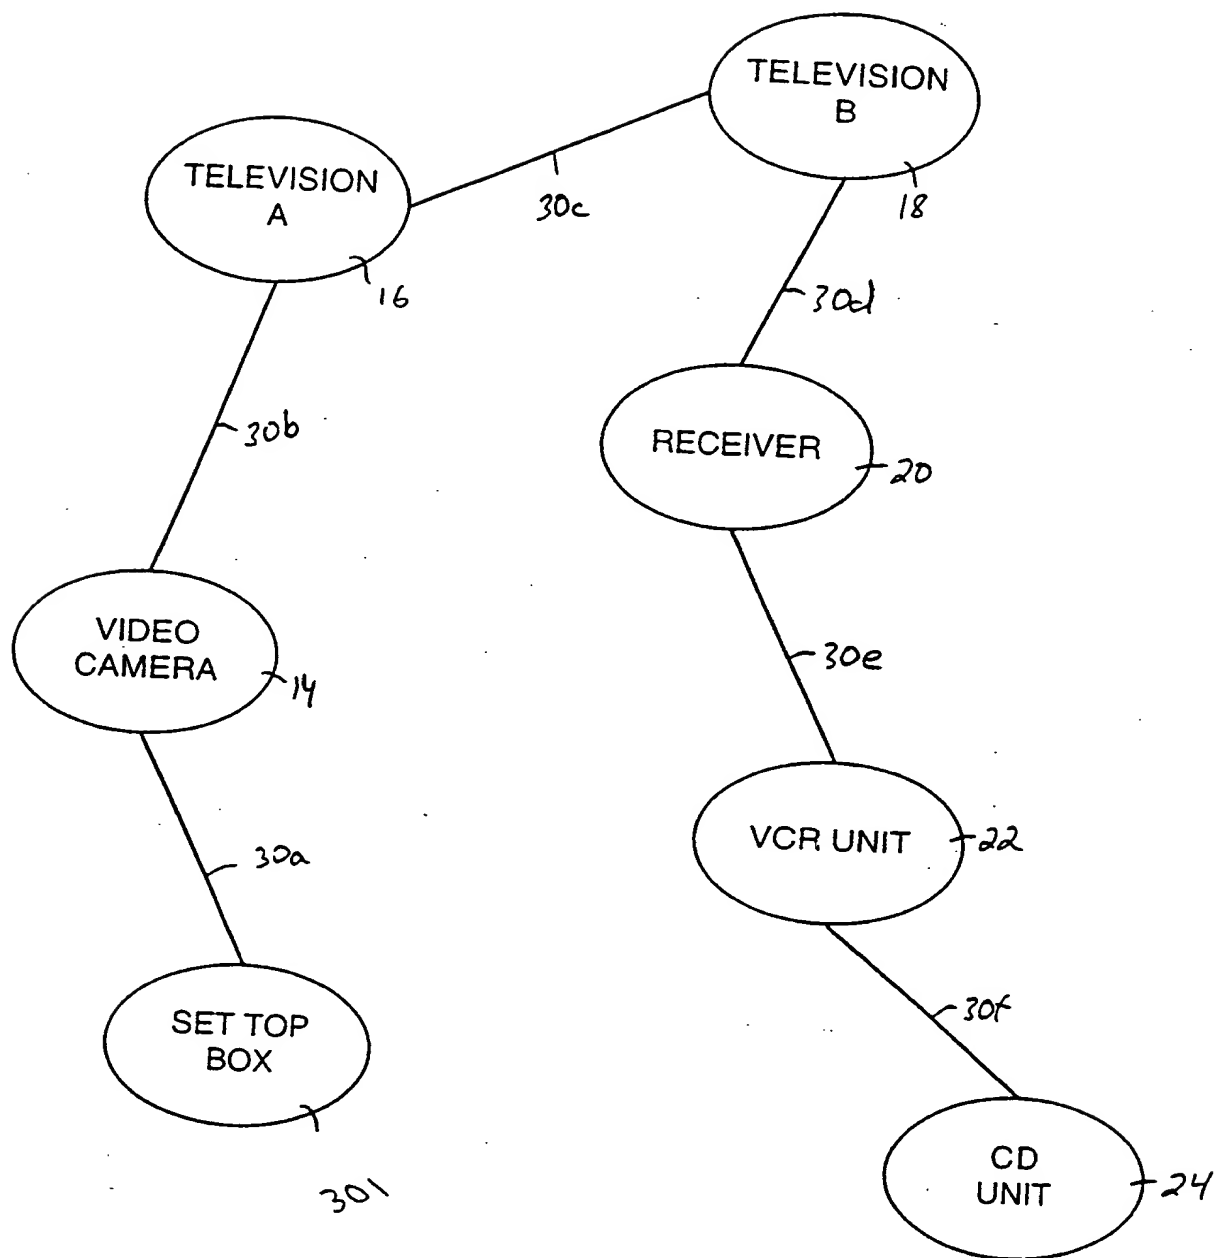 TELEVISION
B
18
TELEVISION
A
16
30c
30d
30b
RECEIVER
20
VIDEO
CAMERA
14
30e
VCR UNIT
22
30a
SET TOP
BOX
301
30f
CD
UNIT
24